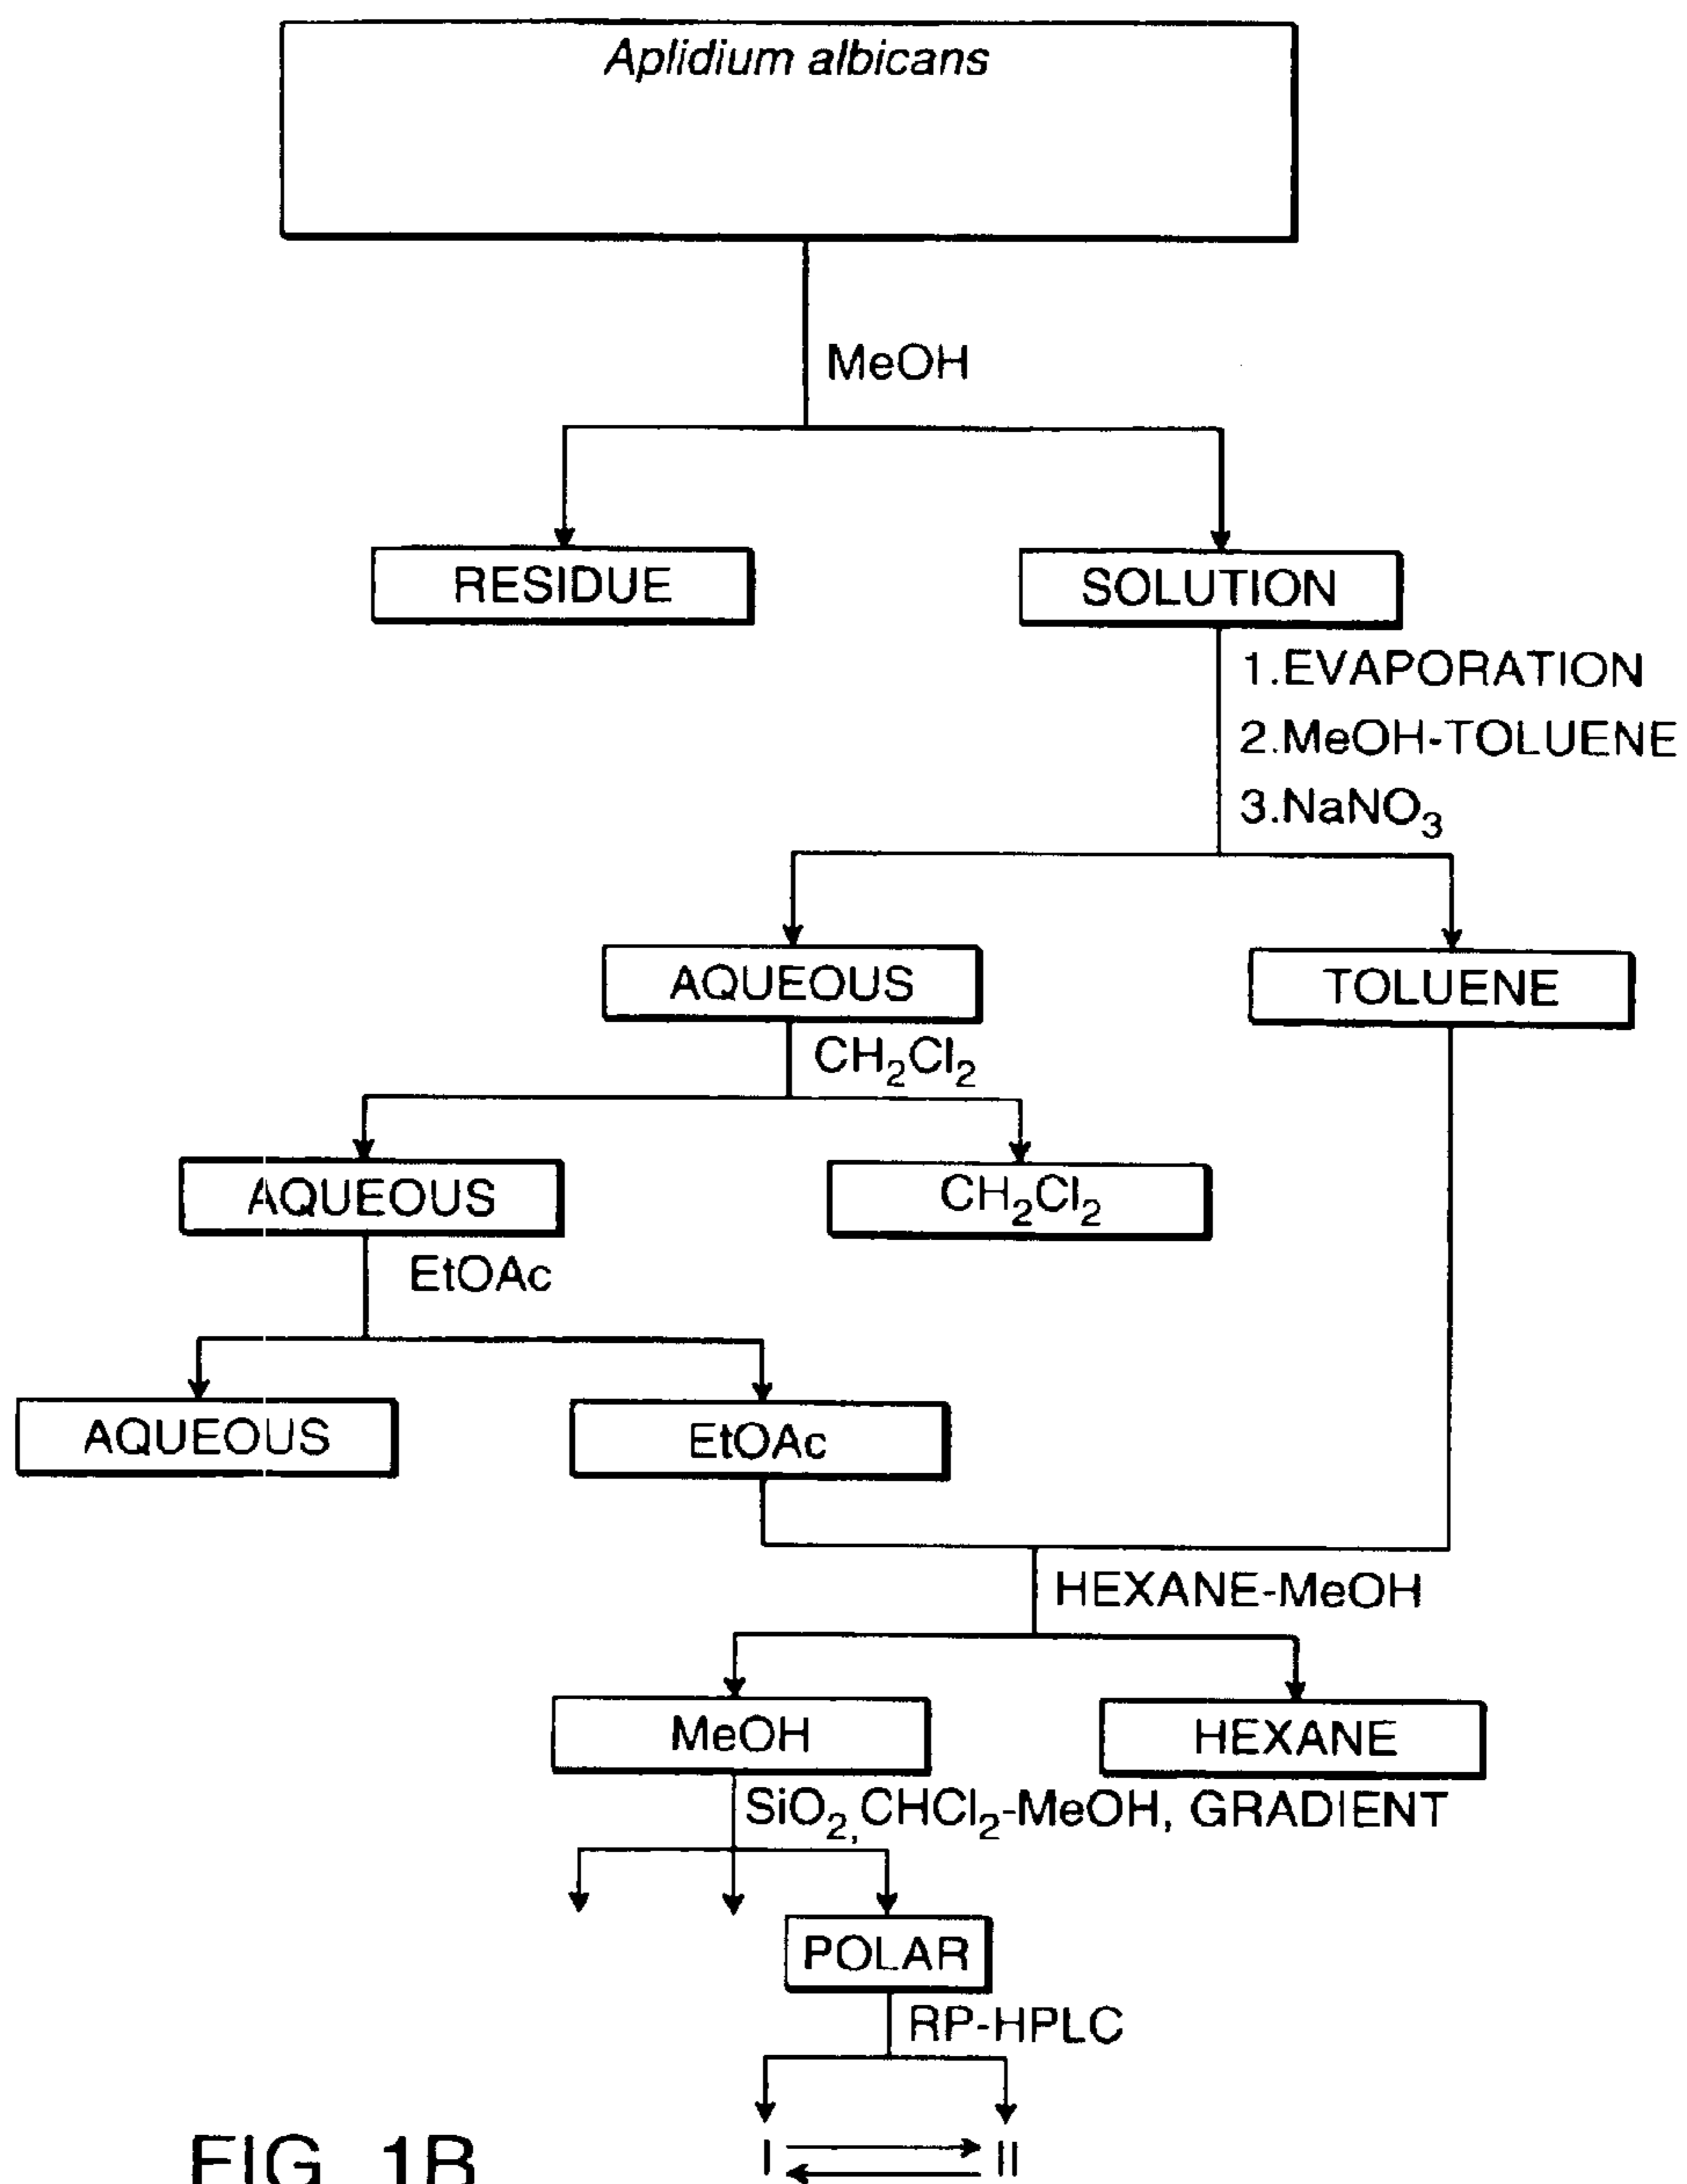 Aplidium albicans
MeOH
RESIDUE
SOLUTION
1.EVAPORATION
2.MeOH-TOLUENE
3.NaNO3
AQUEOUS
TOLUENE
CH2Cl2
AQUEOUS
CH2Cl2
EtOAc
AQUEOUS
EtOAc
HEXANE-MeOH
MeOH
HEXANE
SiO2, CHCl2-MeOH, GRADIENT
POLAR
RP-HPLC
I II
FIG. 1B